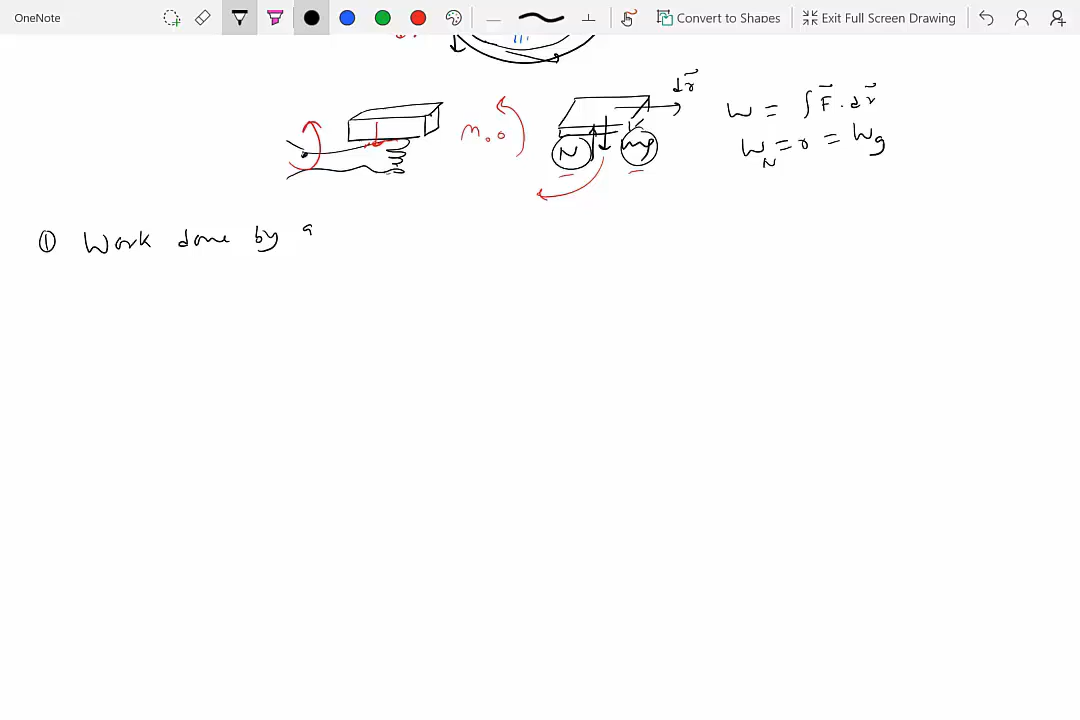 OneNote
Convert to Shapes
Exit Full Screen Drawing
dr⃗
W = ∫ F⃗ . dr⃗
W_N = 0 = W_g
N mg
① Work done by a